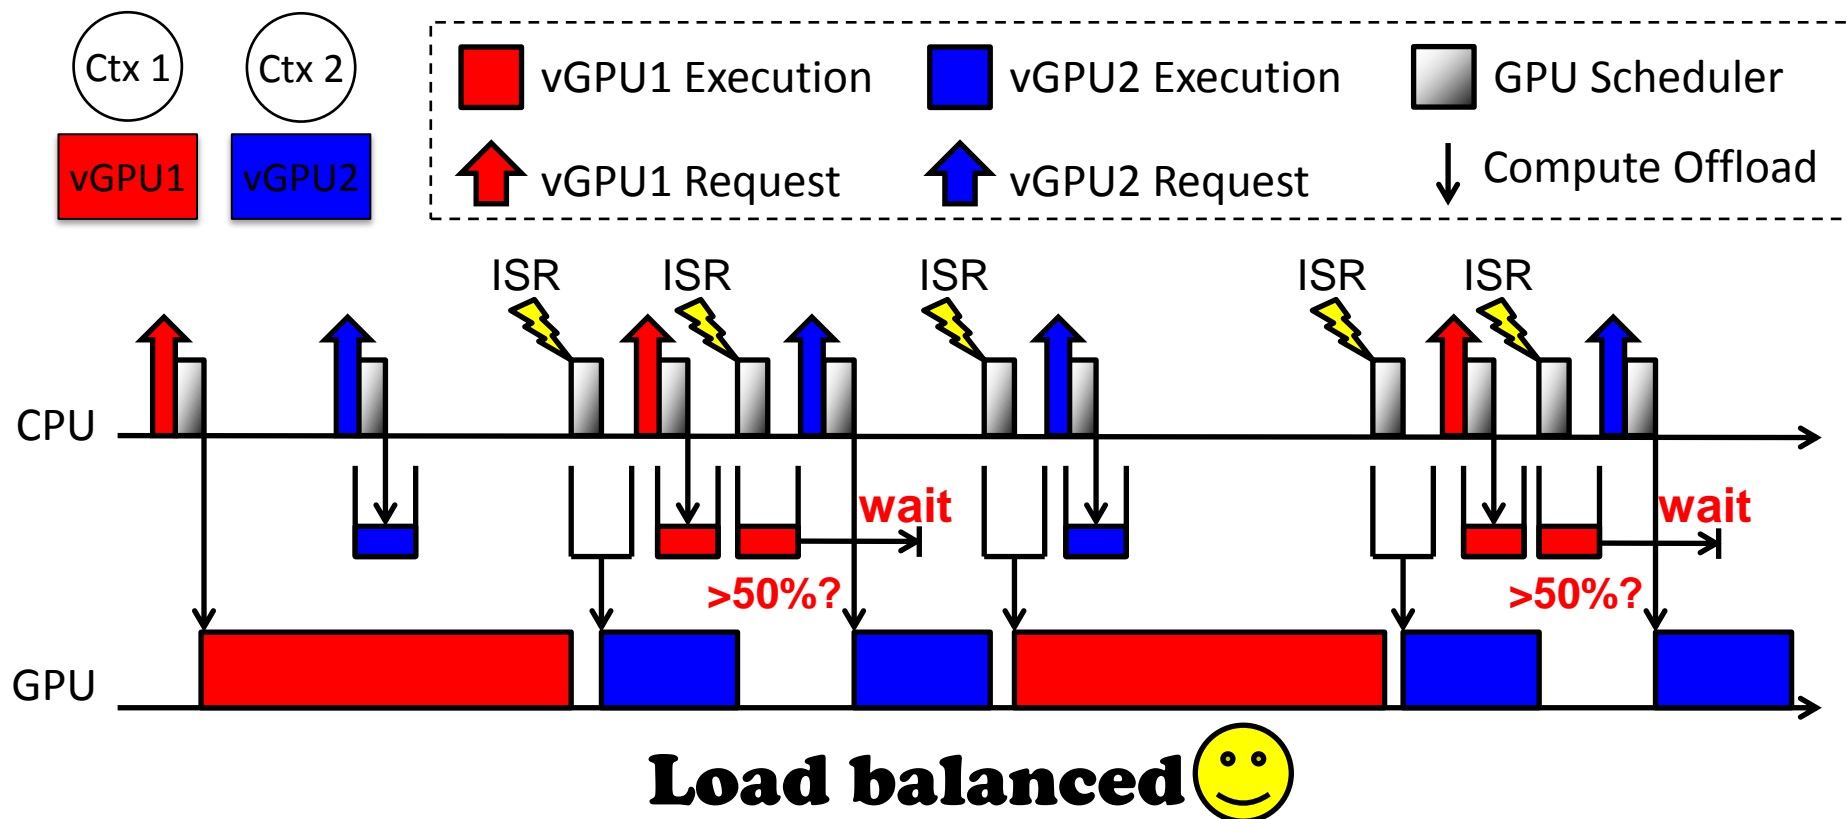 Ctx 1
Ctx 2
vGPU1 Execution
vGPU2 Execution
GPU Scheduler
vGPU1
vGPU2
vGPU1 Request
vGPU2 Request
Compute Offload
ISR
ISR
ISR
ISR
ISR
CPU
wait
wait
>50%?
>50%?
GPU
Load balanced